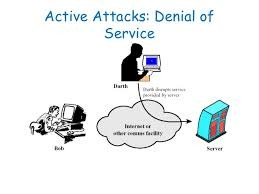 Active Attacks: Denial of
Service
Darth
Darth disrupts service
provided by server
Internet or
other comms facility
Bob
Server